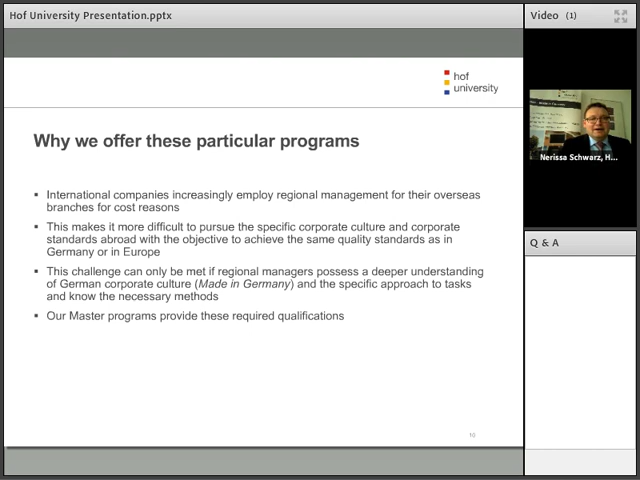 Hof University Presentation.pptx
Video (1)
hof
university
Why we offer these particular programs
Nerissa Schwarz, H...
▪ International companies increasingly employ regional management for their overseas
branches for cost reasons
▪ This makes it more difficult to pursue the specific corporate culture and corporate
standards abroad with the objective to achieve the same quality standards as in
Germany or in Europe
▪ This challenge can only be met if regional managers possess a deeper understanding
of German corporate culture (Made in Germany) and the specific approach to tasks
and know the necessary methods
▪ Our Master programs provide these required qualifications
10
Q & A